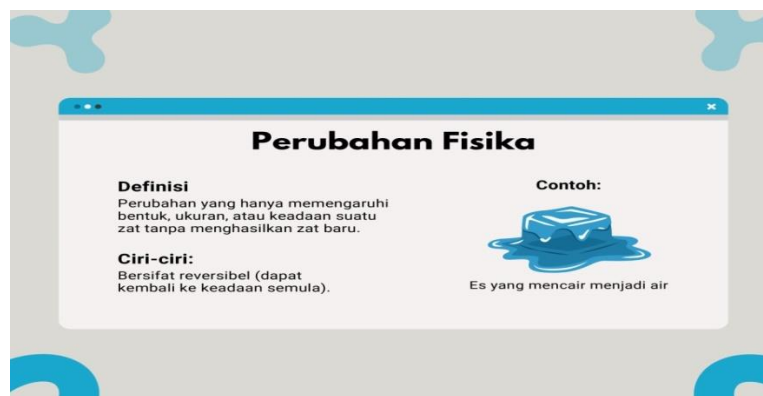 Perubahan Fisika
Definisi
Perubahan yang hanya memengaruhi
bentuk, ukuran, atau keadaan suatu
zat tanpa menghasilkan zat baru.
Ciri-ciri:
Bersifat reversibel (dapat
kembali ke keadaan semula).
Contoh:
Es yang mencair menjadi air